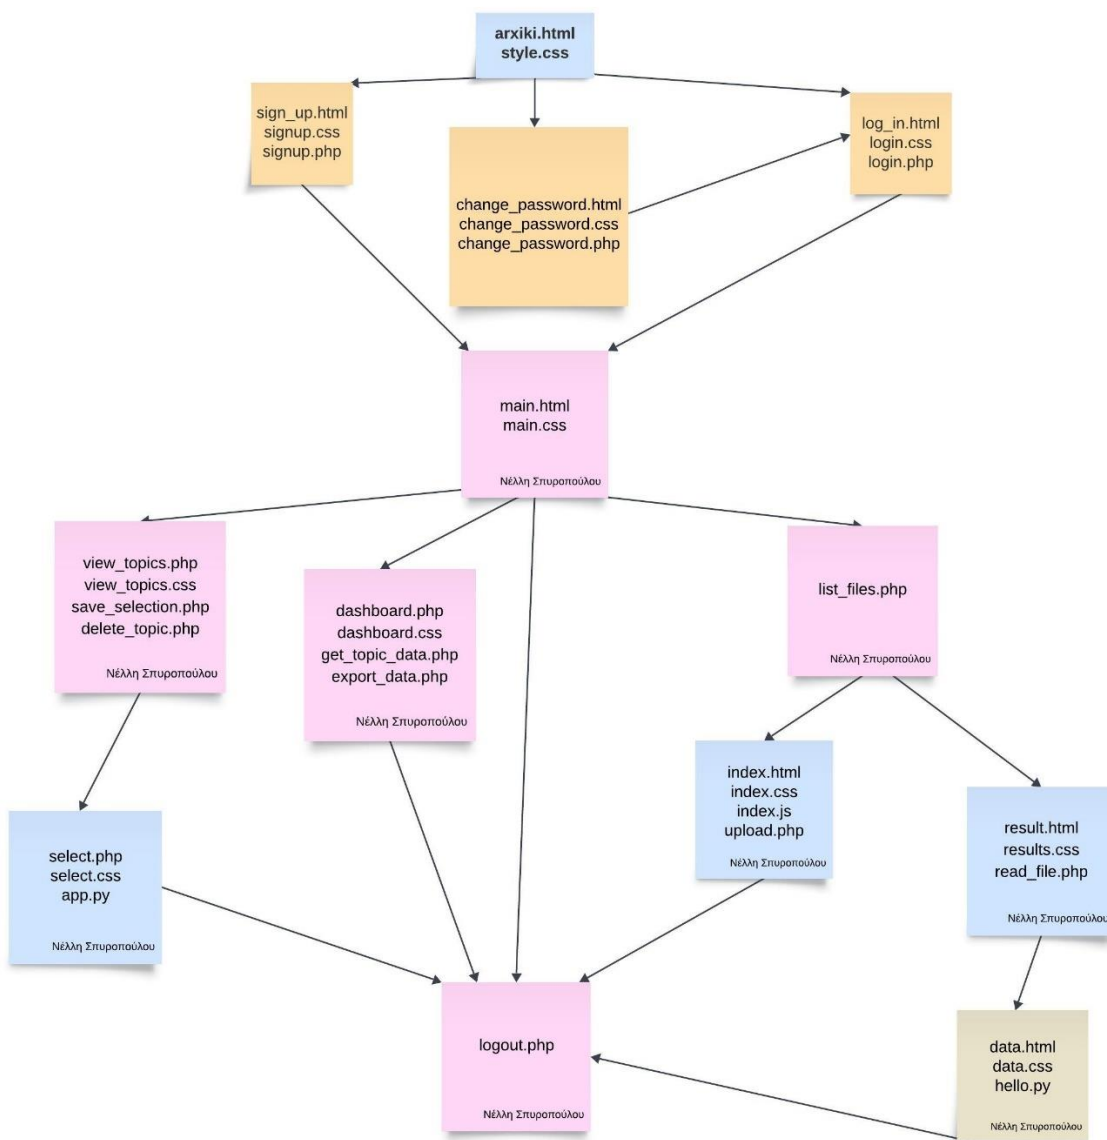 arxiki.html
style.css
sign_up.html
signup.css
signup.php
change_password.html
change_password.css
change_password.php
log_in.html
login.css
login.php
main.html
main.css
Νέλλη Σπυροπούλου
view_topics.php
view_topics.css
save_selection.php
delete_topic.php
Νέλλη Σπυροπούλου
dashboard.php
dashboard.css
get_topic_data.php
export_data.php
Νέλλη Σπυροπούλου
list_files.php
Νέλλη Σπυροπούλου
select.php
select.css
app.py
Νέλλη Σπυροπούλου
index.html
index.css
index.js
upload.php
Νέλλη Σπυροπούλου
result.html
results.css
read_file.php
Νέλλη Σπυροπούλου
logout.php
Νέλλη Σπυροπούλου
data.html
data.css
hello.py
Νέλλη Σπυροπούλου